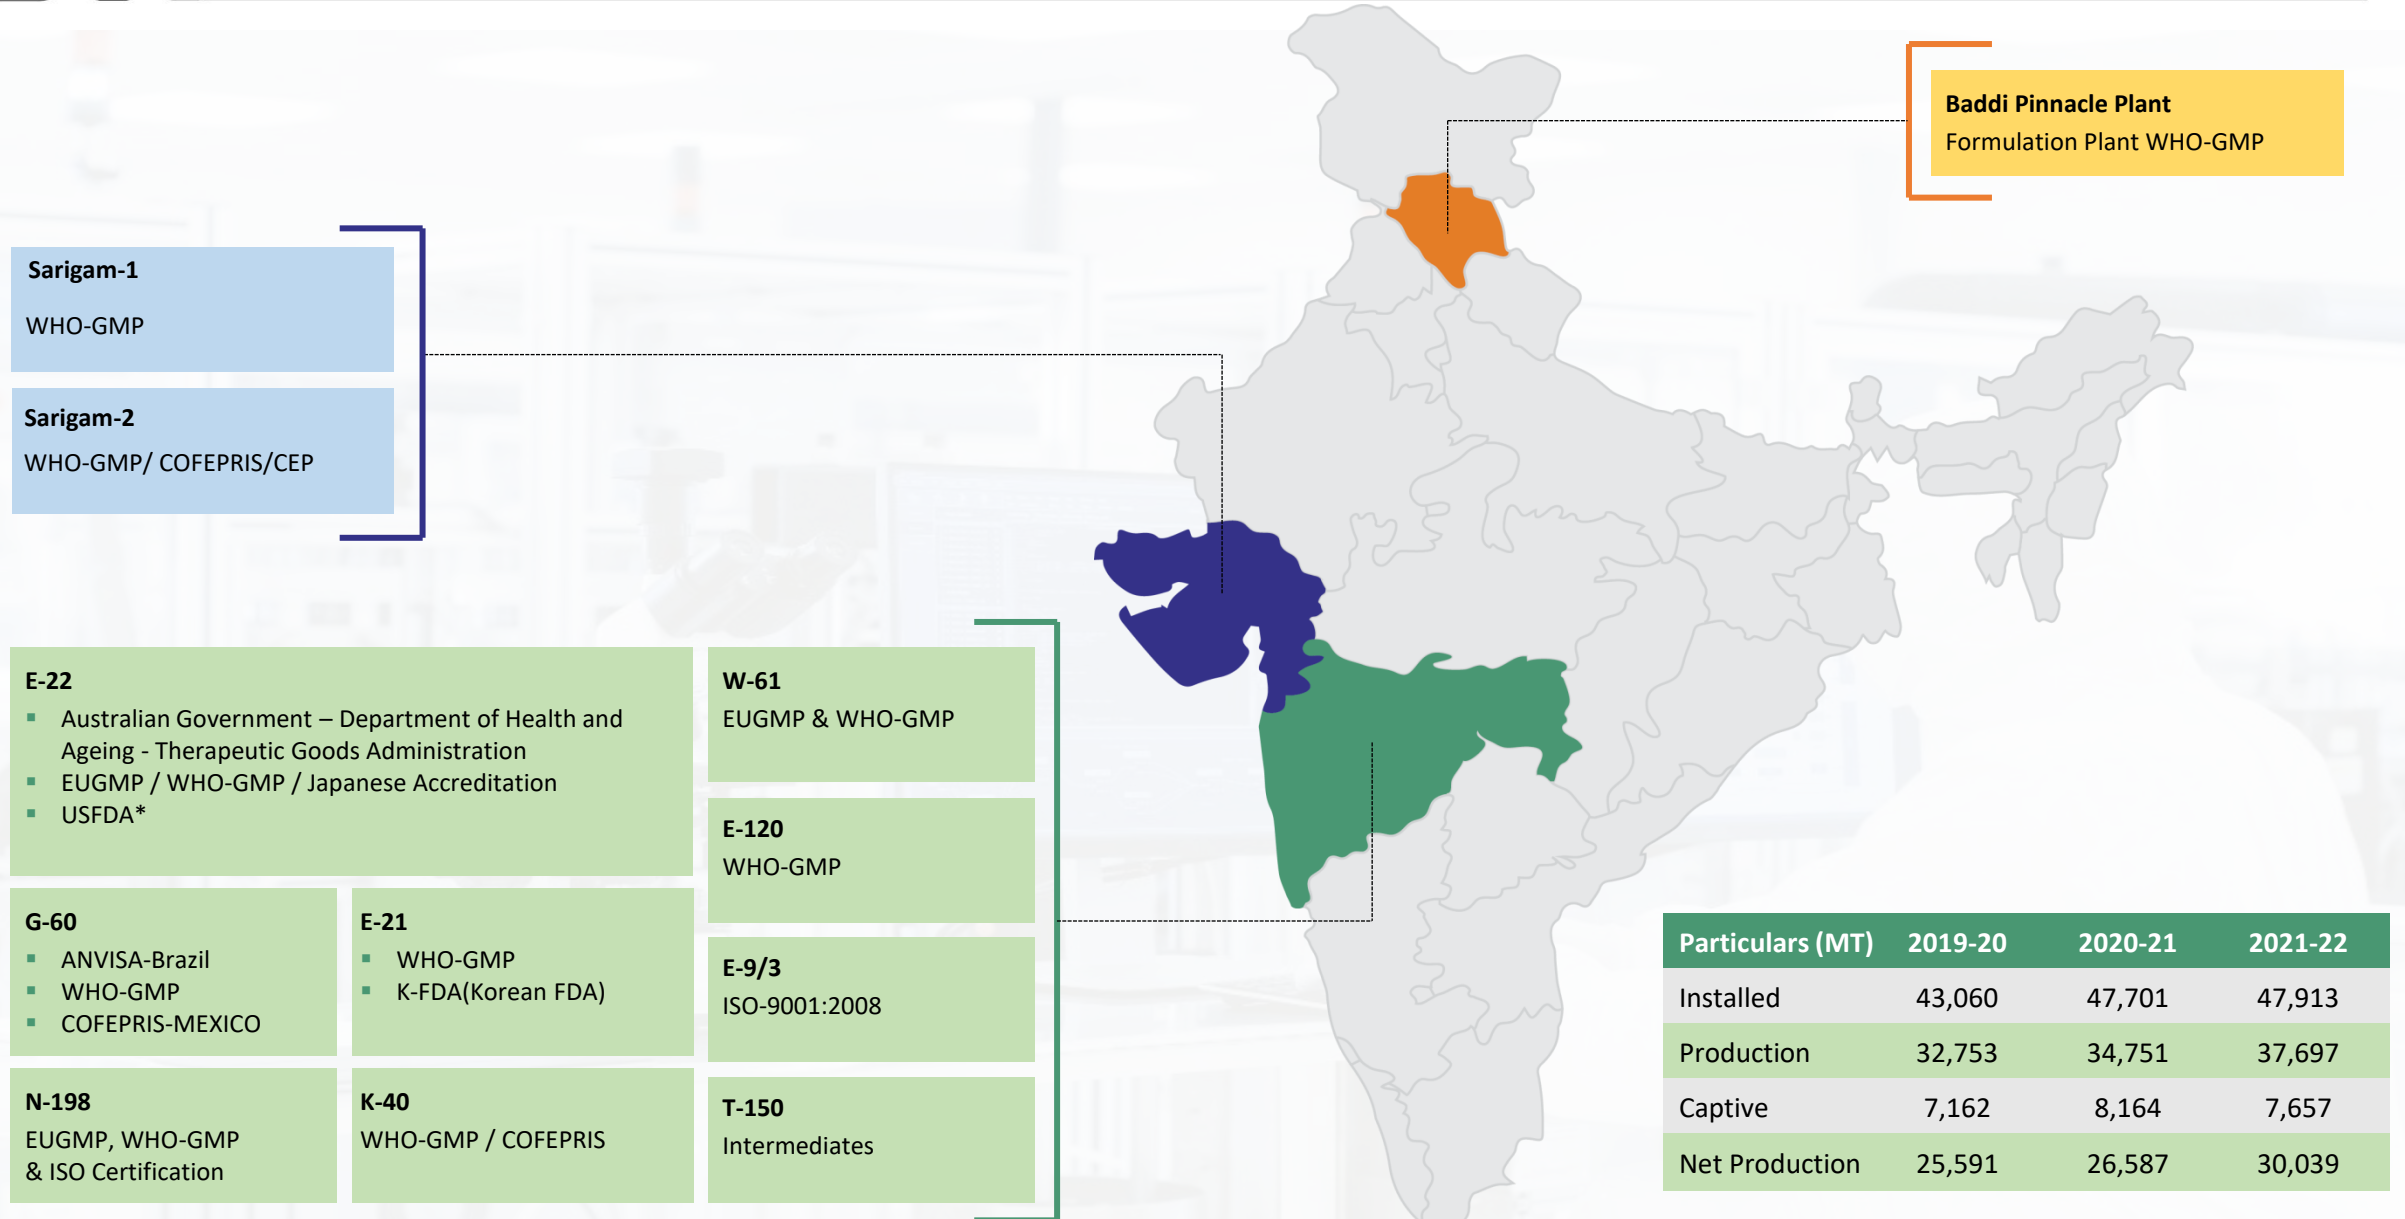 Baddi Pinnacle Plant
Formulation Plant WHO-GMP
Sarigam-1
WHO-GMP
Sarigam-2
WHO-GMP/ COFEPRIS/CEP
E-22
▪ Australian Government – Department of Health and
Ageing - Therapeutic Goods Administration
▪ EUGMP / WHO-GMP / Japanese Accreditation
▪ USFDA*
W-61
EUGMP & WHO-GMP
E-120
WHO-GMP
G-60
▪ ANVISA-Brazil
▪ WHO-GMP
▪ COFEPRIS-MEXICO
E-21
▪ WHO-GMP
▪ K-FDA(Korean FDA)
E-9/3
ISO-9001:2008
N-198
EUGMP, WHO-GMP
& ISO Certification
K-40
WHO-GMP / COFEPRIS
T-150
Intermediates
Particulars (MT) 2019-20 2020-21 2021-22
Installed 43,060 47,701 47,913
Production 32,753 34,751 37,697
Captive 7,162 8,164 7,657
Net Production 25,591 26,587 30,039